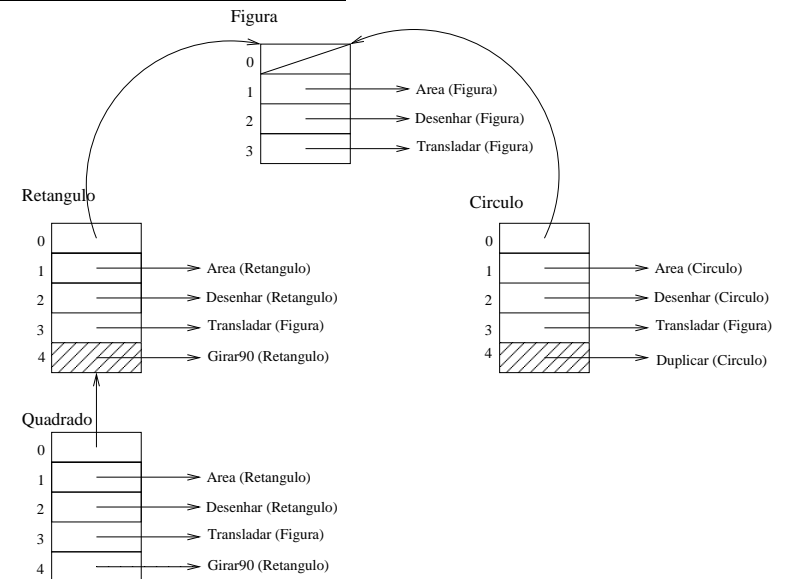 Figura
0
1 Area (Figura)
2 Desenhar (Figura)
3 Transladar (Figura)
Retangulo
0
1 Area (Retangulo)
2 Desenhar (Retangulo)
3 Transladar (Figura)
4 Girar90 (Retangulo)
Circulo
0
1 Area (Circulo)
2 Desenhar (Circulo)
3 Transladar (Figura)
4 Duplicar (Circulo)
Quadrado
0
1 Area (Retangulo)
2 Desenhar (Retangulo)
3 Transladar (Figura)
4 Girar90 (Retangulo)